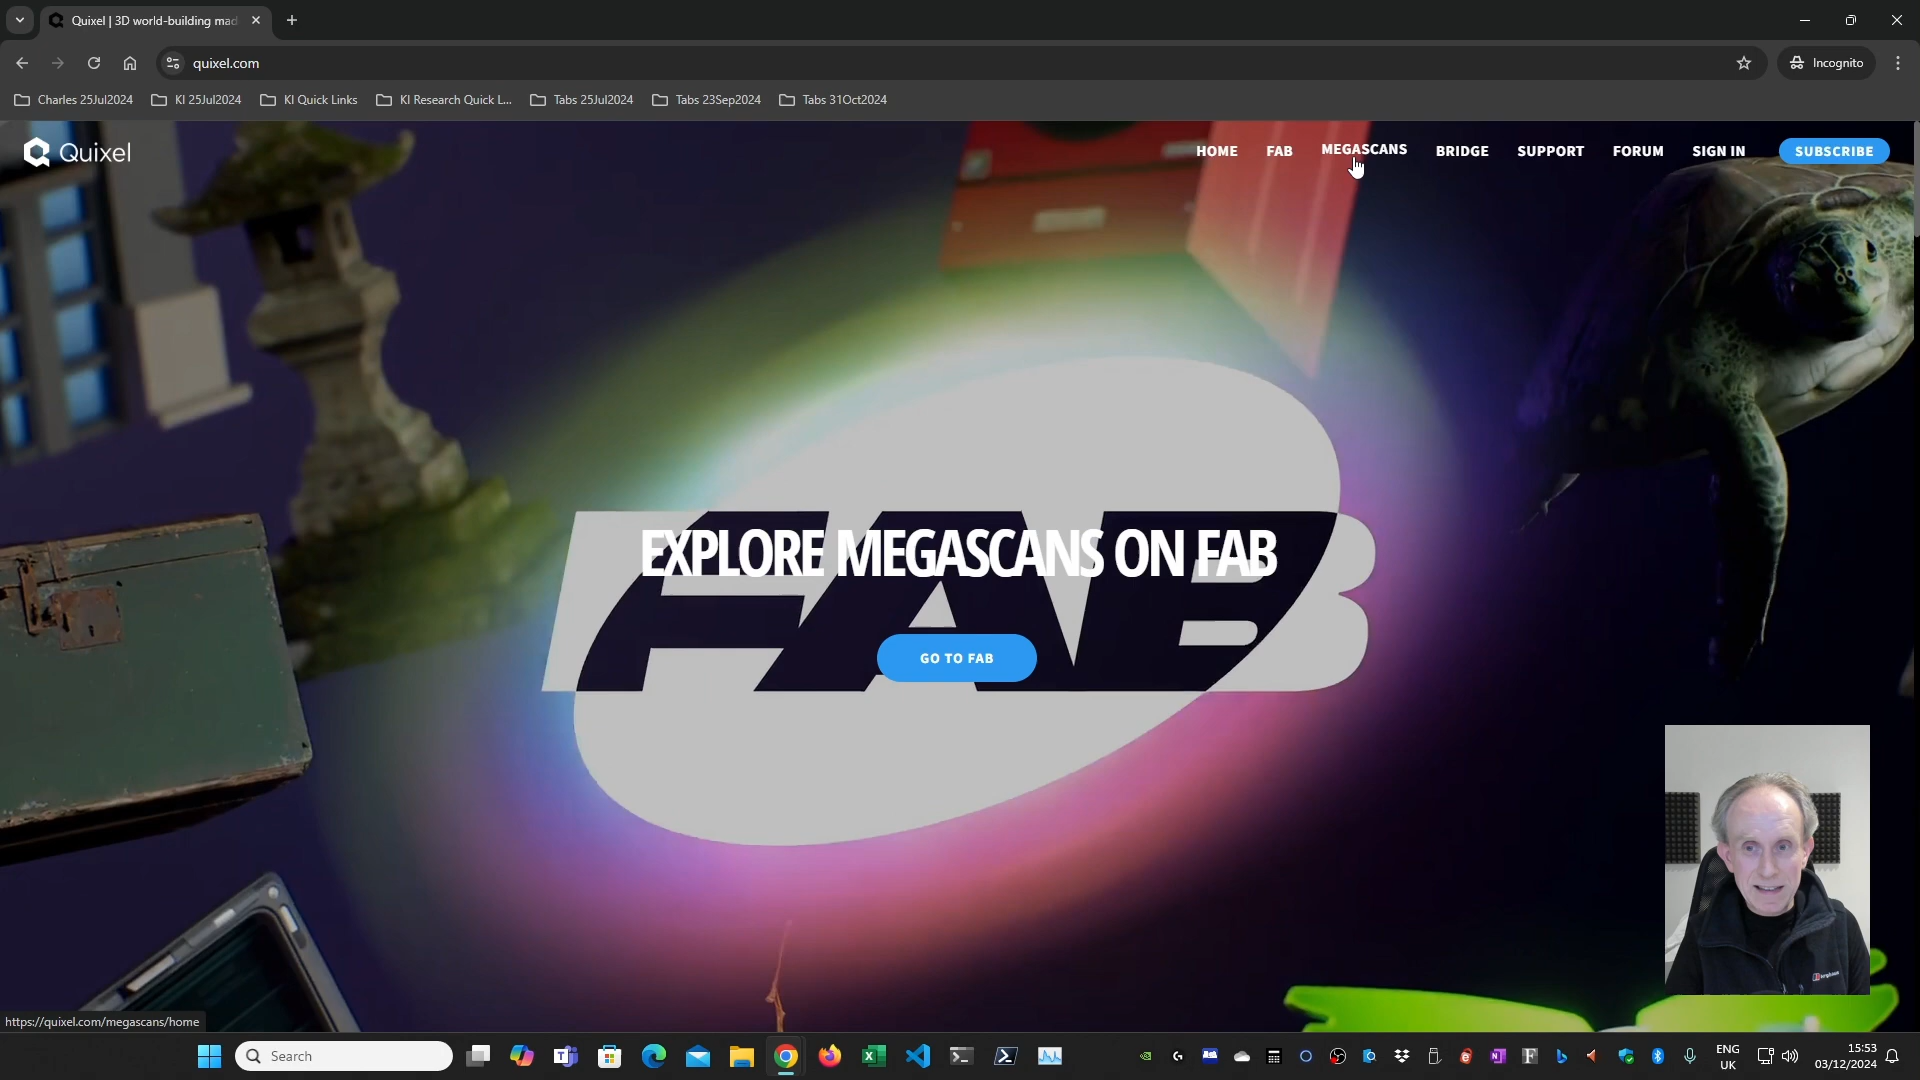 Quixel | 3D world-building mad
quixel.com
Incognito
Charles 25Jul2024
KI 25Jul2024
KI Quick Links
KI Research Quick L...
Tabs 25Jul2024
Tabs 23Sep2024
Tabs 31Oct2024
Quixel
HOME
FAB
MEGASCANS
BRIDGE
SUPPORT
FORUM
SIGN IN
SUBSCRIBE
FAB
EXPLORE MEGASCANS ON FAB
GO TO FAB
https://quixel.com/megascans/home
Search
ENG
UK
15:53
03/12/2024